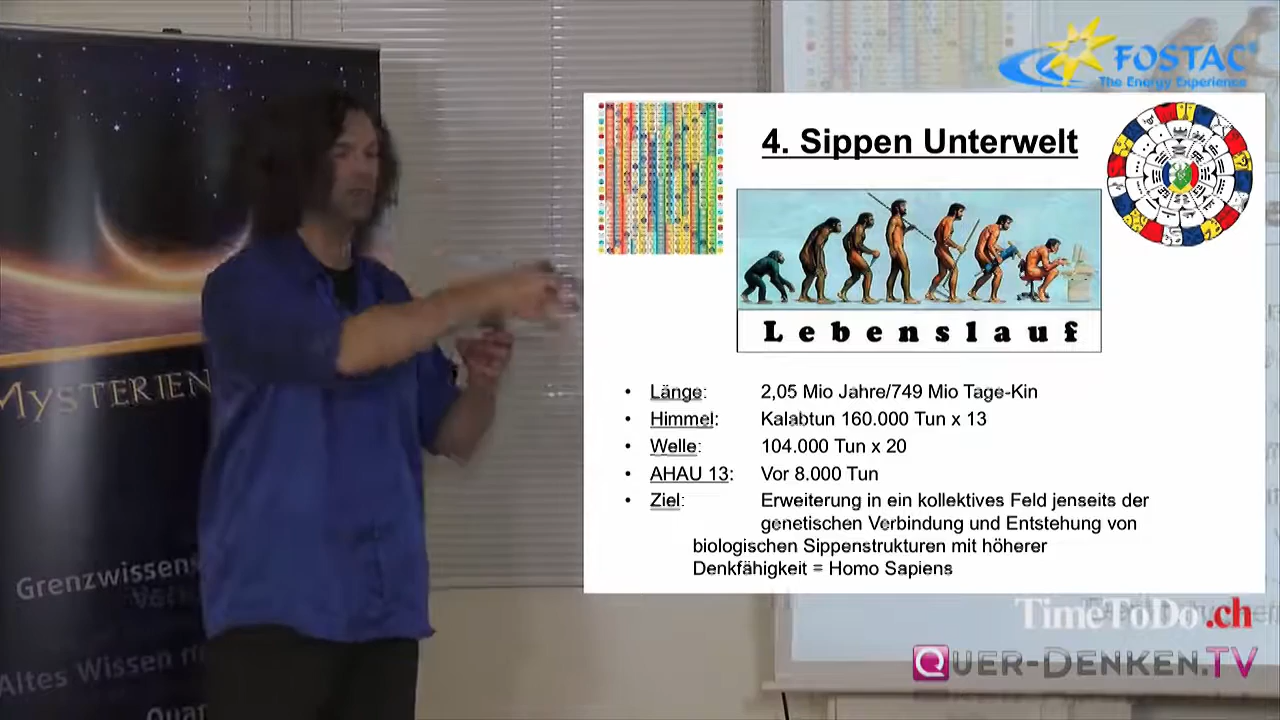 FOSTAC
The Energy Experience
4. Sippen Unterwelt
Lebenslauf
• Länge: 2,05 Mio Jahre/749 Mio Tage-Kin
• Himmel: Kalabtun 160.000 Tun x 13
• Welle: 104.000 Tun x 20
• AHAU 13: Vor 8.000 Tun
• Ziel: Erweiterung in ein kollektives Feld jenseits der
genetischen Verbindung und Entstehung von
biologischen Sippenstrukturen mit höherer
Denkfähigkeit = Homo Sapiens
MYSTERIEN
Grenzwissens
Altes Wissen
TimeToDo.ch
QUER-DENKEN.TV